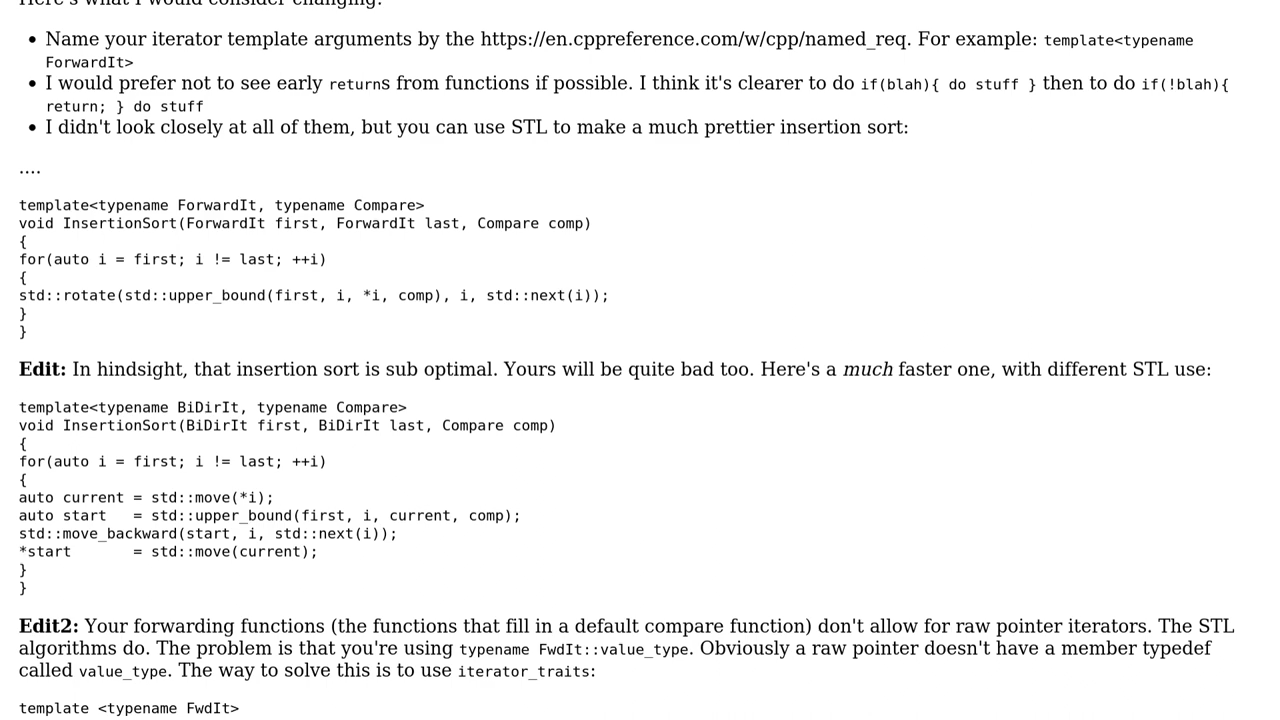 Here's what I would consider changing:
• Name your iterator template arguments by the https://en.cppreference.com/w/cpp/named_req. For example: template<typename
ForwardIt>
• I would prefer not to see early returns from functions if possible. I think it's clearer to do if(blah){ do stuff } then to do if(!blah){
return; } do stuff
• I didn't look closely at all of them, but you can use STL to make a much prettier insertion sort:
....
template<typename ForwardIt, typename Compare>
void InsertionSort(ForwardIt first, ForwardIt last, Compare comp)
{
for(auto i = first; i != last; ++i)
{
std::rotate(std::upper_bound(first, i, *i, comp), i, std::next(i));
}
}
Edit: In hindsight, that insertion sort is sub optimal. Yours will be quite bad too. Here's a much faster one, with different STL use:
template<typename BiDirIt, typename Compare>
void InsertionSort(BiDirIt first, BiDirIt last, Compare comp)
{
for(auto i = first; i != last; ++i)
{
auto current = std::move(*i);
auto start   = std::upper_bound(first, i, current, comp);
std::move_backward(start, i, std::next(i));
*start       = std::move(current);
}
}
Edit2: Your forwarding functions (the functions that fill in a default compare function) don't allow for raw pointer iterators. The STL
algorithms do. The problem is that you're using typename FwdIt::value_type. Obviously a raw pointer doesn't have a member typedef
called value_type. The way to solve this is to use iterator_traits:
template <typename FwdIt>